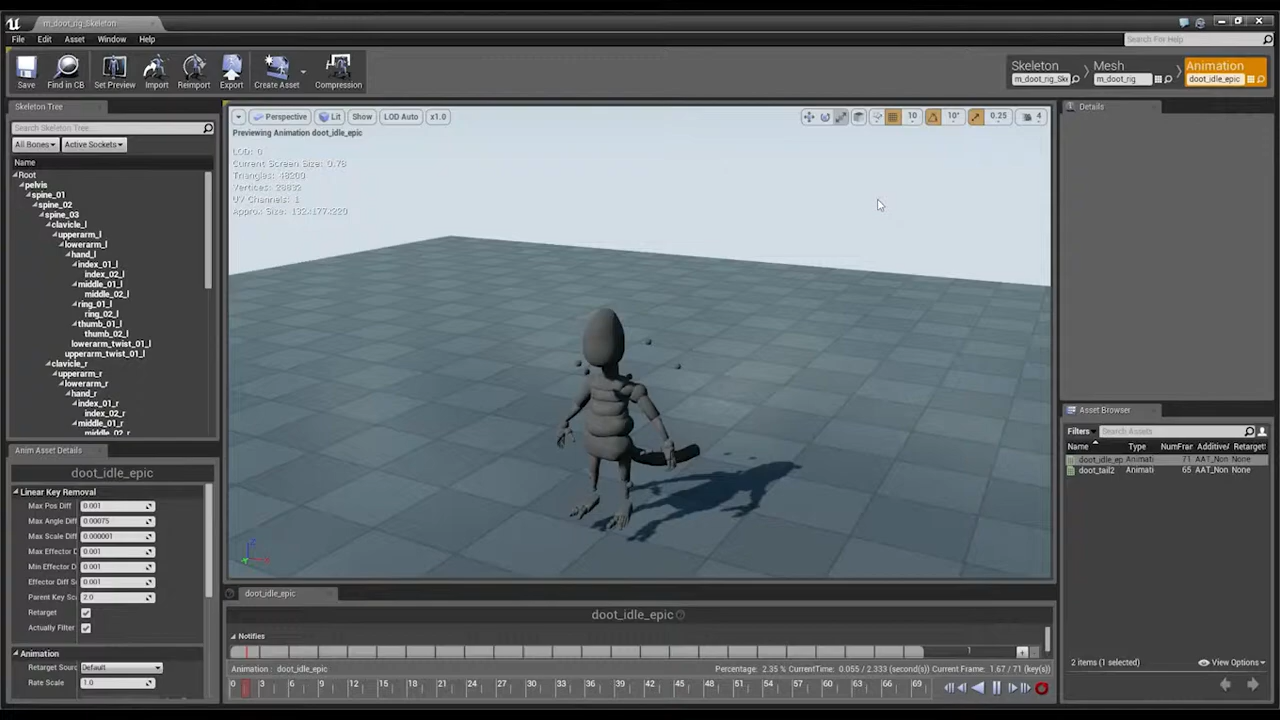 m_doot_rig_Skeleton
File Edit Asset Window Help
Search For Help
Save Find in CB Set Preview Import Reimport Export Create Asset Compression
Skeleton Mesh Animation
m_doot_rig_Ske m_doot_rig doot_idle_epic
Skeleton Tree
Search Skeleton Tree
All Bones Active Sockets
Name
Root
pelvis
spine_01
spine_02
spine_03
clavicle_l
upperarm_l
lowerarm_l
hand_l
index_01_l
index_02_l
middle_01_l
middle_02_l
ring_01_l
ring_02_l
thumb_01_l
thumb_02_l
lowerarm_twist_01_l
upperarm_twist_01_l
clavicle_r
upperarm_r
lowerarm_r
hand_r
index_01_r
index_02_r
middle_01_r
middle_02_r
Perspective Lit Show LOD Auto x1.0
10 10° 0.25 4
Previewing Animation doot_idle_epic
LOD: 0
Current Screen Size: 0.78
Triangles: 48200
Vertices: 28832
UV Channels: 1
Approx Size: 132x177x220
Details
Anim Asset Details
doot_idle_epic
Linear Key Removal
Max Pos Diff 0.001
Max Angle Diff 0.00075
Max Scale Diff 0.000001
Max Effector D 0.001
Min Effector D 0.001
Effector Diff S 0.001
Parent Key Sc 2.0
Retarget
Actually Filter
Animation
Retarget Sourc Default
Rate Scale 1.0
Asset Browser
Filters Search Assets
Name Type NumFrar Additive/ Retarget
doot_idle_ep Animati 71 AAT_Non None
doot_tail2 Animati 65 AAT_Non None
2 items (1 selected) View Options
doot_idle_epic
doot_idle_epic
Notifies
1
Animation : doot_idle_epic Percentage: 2.35 % CurrentTime: 0.055 / 2.333 (second(s)) Current Frame: 1.67 / 71 (key(s))
0 3 6 9 12 15 18 21 24 27 30 33 36 39 42 45 48 51 54 57 60 63 66 69